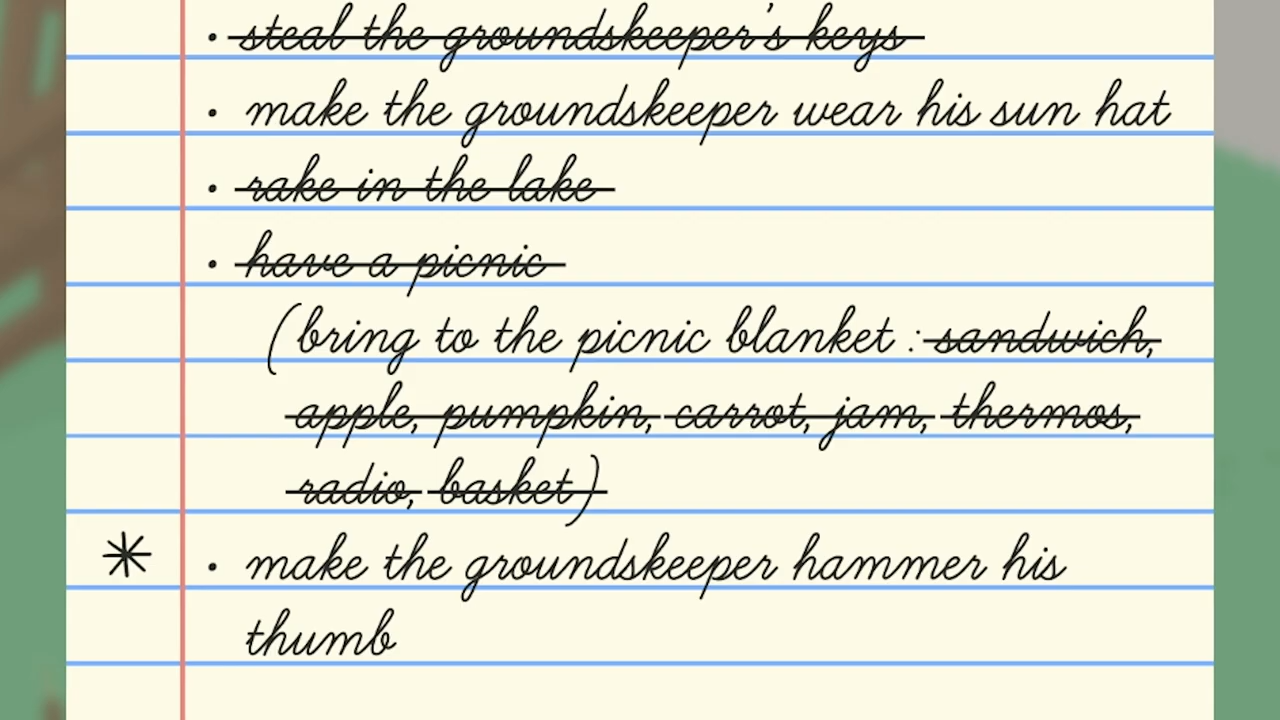 • steal the groundskeeper's keys
• make the groundskeeper wear his sun hat
• rake in the lake
• have a picnic
(bring to the picnic blanket : sandwich,
apple, pumpkin, carrot, jam, thermos,
radio, basket)
* • make the groundskeeper hammer his
thumb